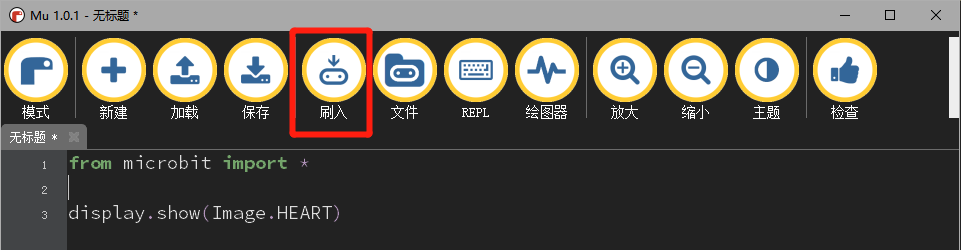 Mu 1.0.1 - 无标题 *
模式 新建 加载 保存 刷入 文件 REPL 绘图器 放大 缩小 主题 检查
无标题 *
1 from microbit import *
2
3 display.show(Image.HEART)